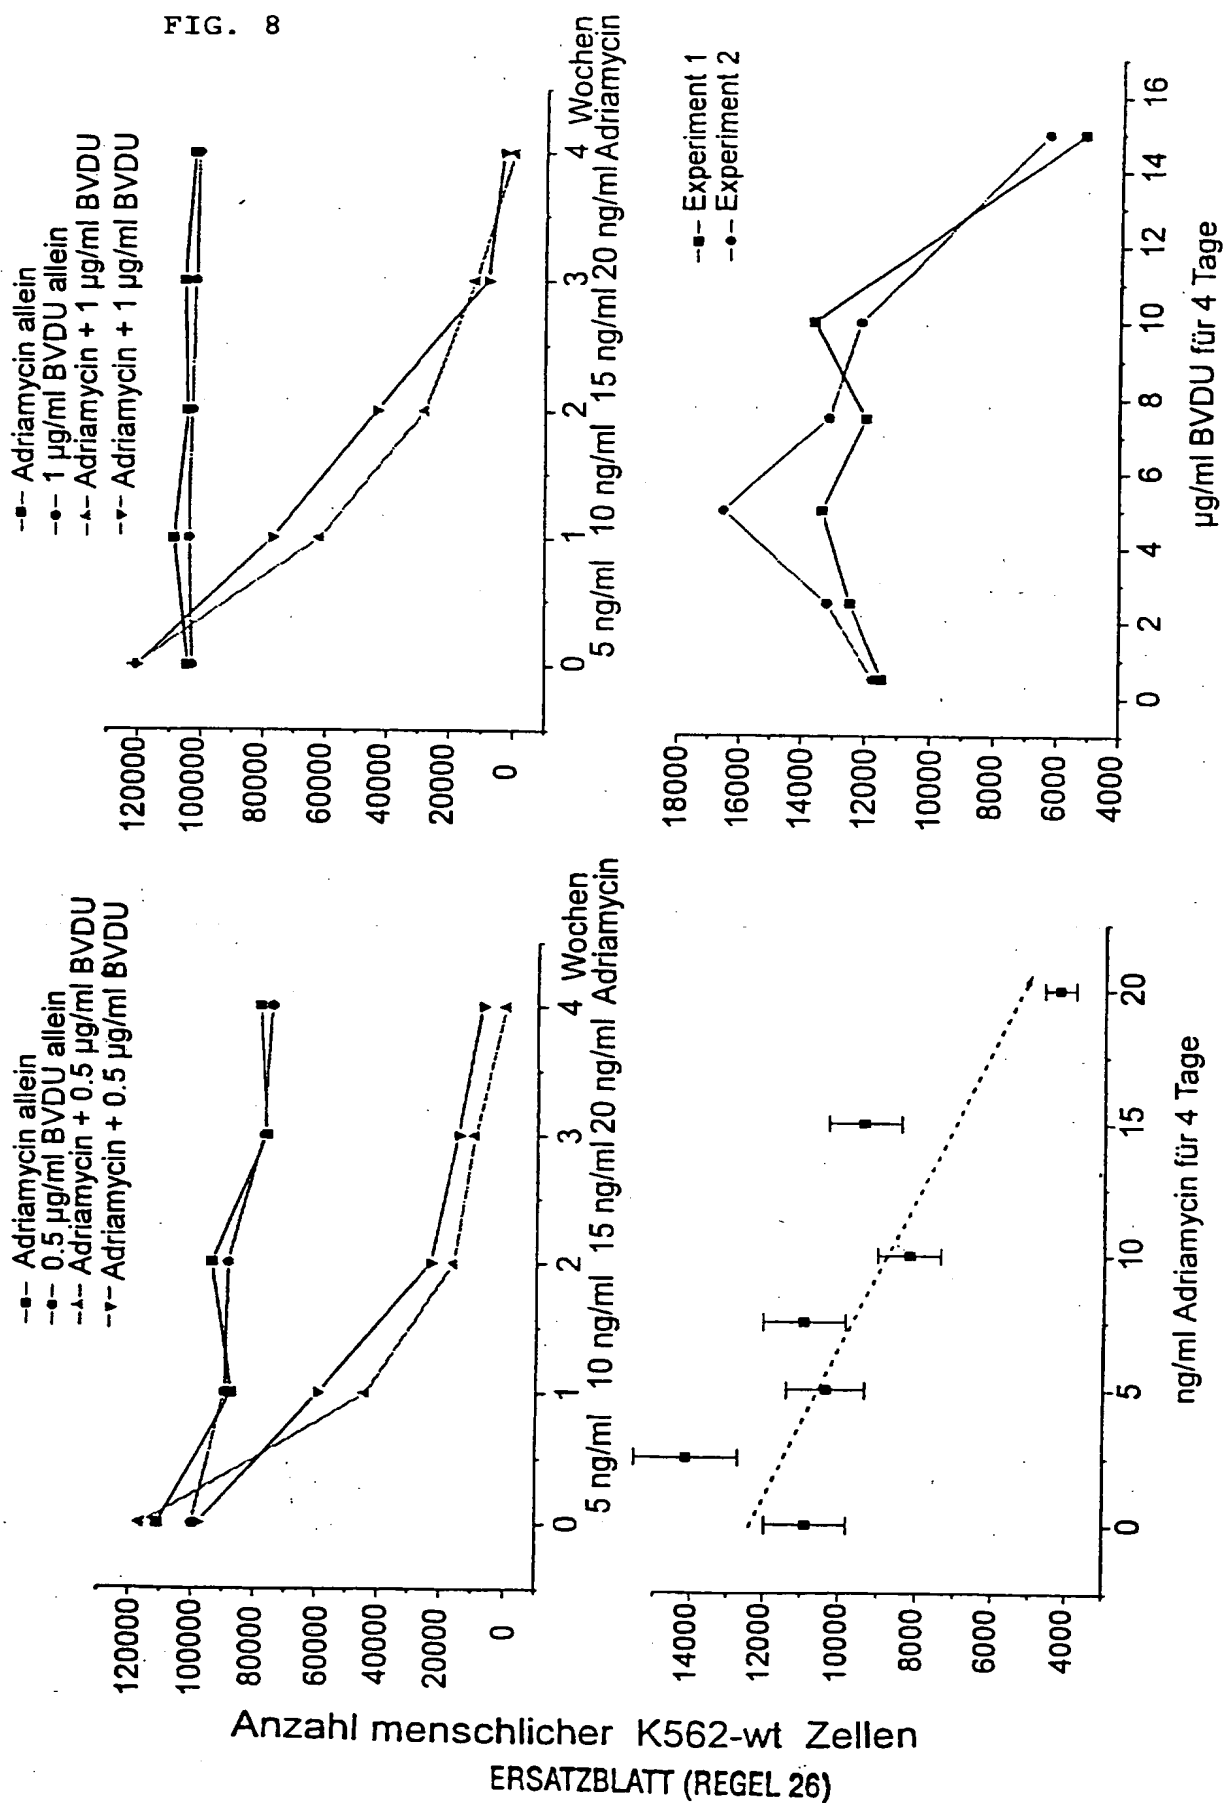 FIG. 8
-■- Adriamycin allein
-●- 0.5 µg/ml BVDU allein
-▲- Adriamycin + 0.5 µg/ml BVDU
-▼- Adriamycin + 0.5 µg/ml BVDU
120000
100000
80000
60000
40000
20000
0
0 1 2 3 4 Wochen
5 ng/ml 10 ng/ml 15 ng/ml 20 ng/ml Adriamycin
-■- Adriamycin allein
-●- 1 µg/ml BVDU allein
-▲- Adriamycin + 1 µg/ml BVDU
-▼- Adriamycin + 1 µg/ml BVDU
120000
100000
80000
60000
40000
20000
0
0 1 2 3 4 Wochen
5 ng/ml 10 ng/ml 15 ng/ml 20 ng/ml Adriamycin
14000
12000
10000
8000
6000
4000
0 5 10 15 20
ng/ml Adriamycin für 4 Tage
-■- Experiment 1
-●- Experiment 2
18000
16000
14000
12000
10000
8000
6000
4000
0 2 4 6 8 10 12 14 16
µg/ml BVDU für 4 Tage
Anzahl menschlicher K562-wt Zellen
ERSATZBLATT (REGEL 26)